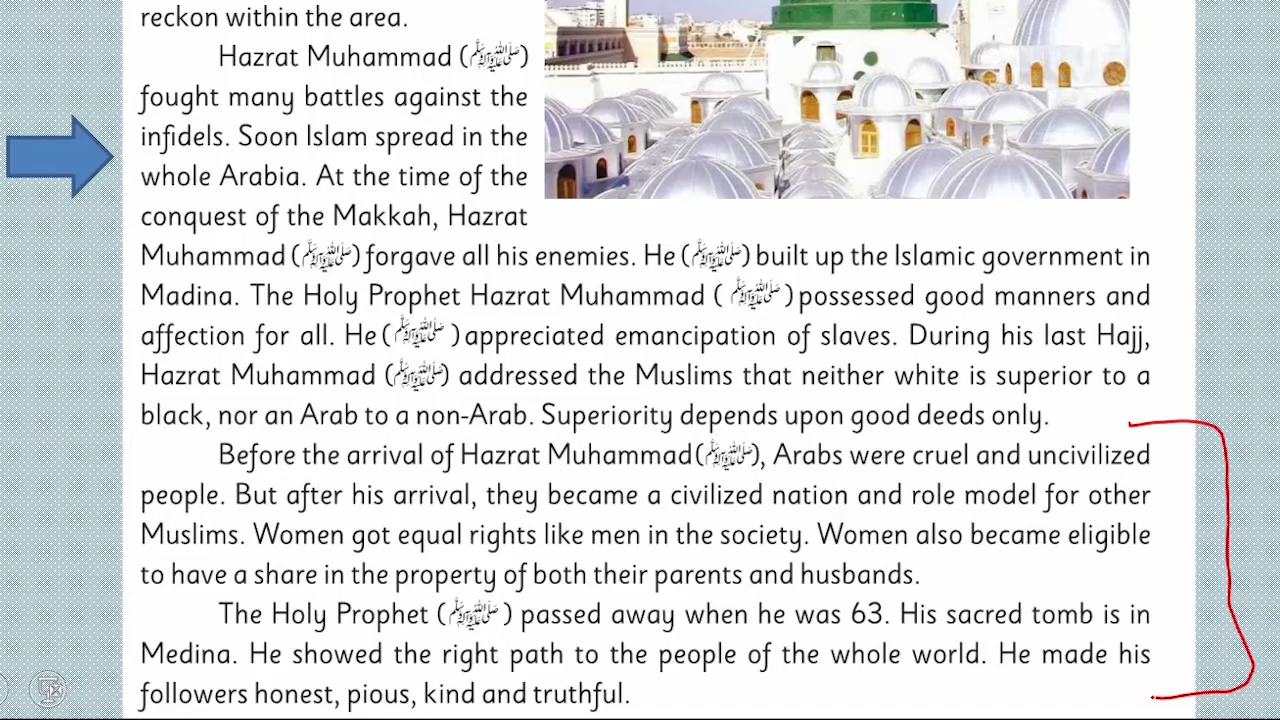 reckon within the area.
Hazrat Muhammad (ﷺ)
fought many battles against the
infidels. Soon Islam spread in the
whole Arabia. At the time of the
conquest of the Makkah, Hazrat
Muhammad (ﷺ) forgave all his enemies. He (ﷺ) built up the Islamic government in
Madina. The Holy Prophet Hazrat Muhammad ( ﷺ ) possessed good manners and
affection for all. He ( ﷺ ) appreciated emancipation of slaves. During his last Hajj,
Hazrat Muhammad (ﷺ) addressed the Muslims that neither white is superior to a
black, nor an Arab to a non-Arab. Superiority depends upon good deeds only.
Before the arrival of Hazrat Muhammad(ﷺ), Arabs were cruel and uncivilized
people. But after his arrival, they became a civilized nation and role model for other
Muslims. Women got equal rights like men in the society. Women also became eligible
to have a share in the property of both their parents and husbands.
The Holy Prophet (ﷺ ) passed away when he was 63. His sacred tomb is in
Medina. He showed the right path to the people of the whole world. He made his
followers honest, pious, kind and truthful.